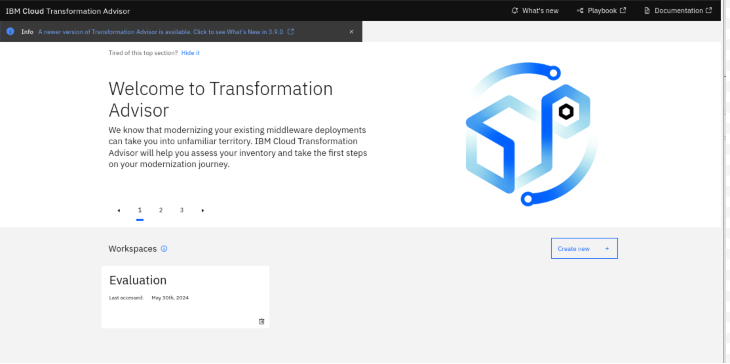 IBM Cloud Transformation Advisor
What's new
Playbook
Documentation
Info A newer version of Transformation Advisor is available. Click to see What's New in 3.9.0
Tired of this top section? Hide it
Welcome to Transformation
Advisor
We know that modernizing your existing middleware deployments
can take you into unfamiliar territory. IBM Cloud Transformation
Advisor will help you assess your inventory and take the first steps
on your modernization journey.
1 2 3
Workspaces
Create new +
Evaluation
Last accessed: May 30th, 2024